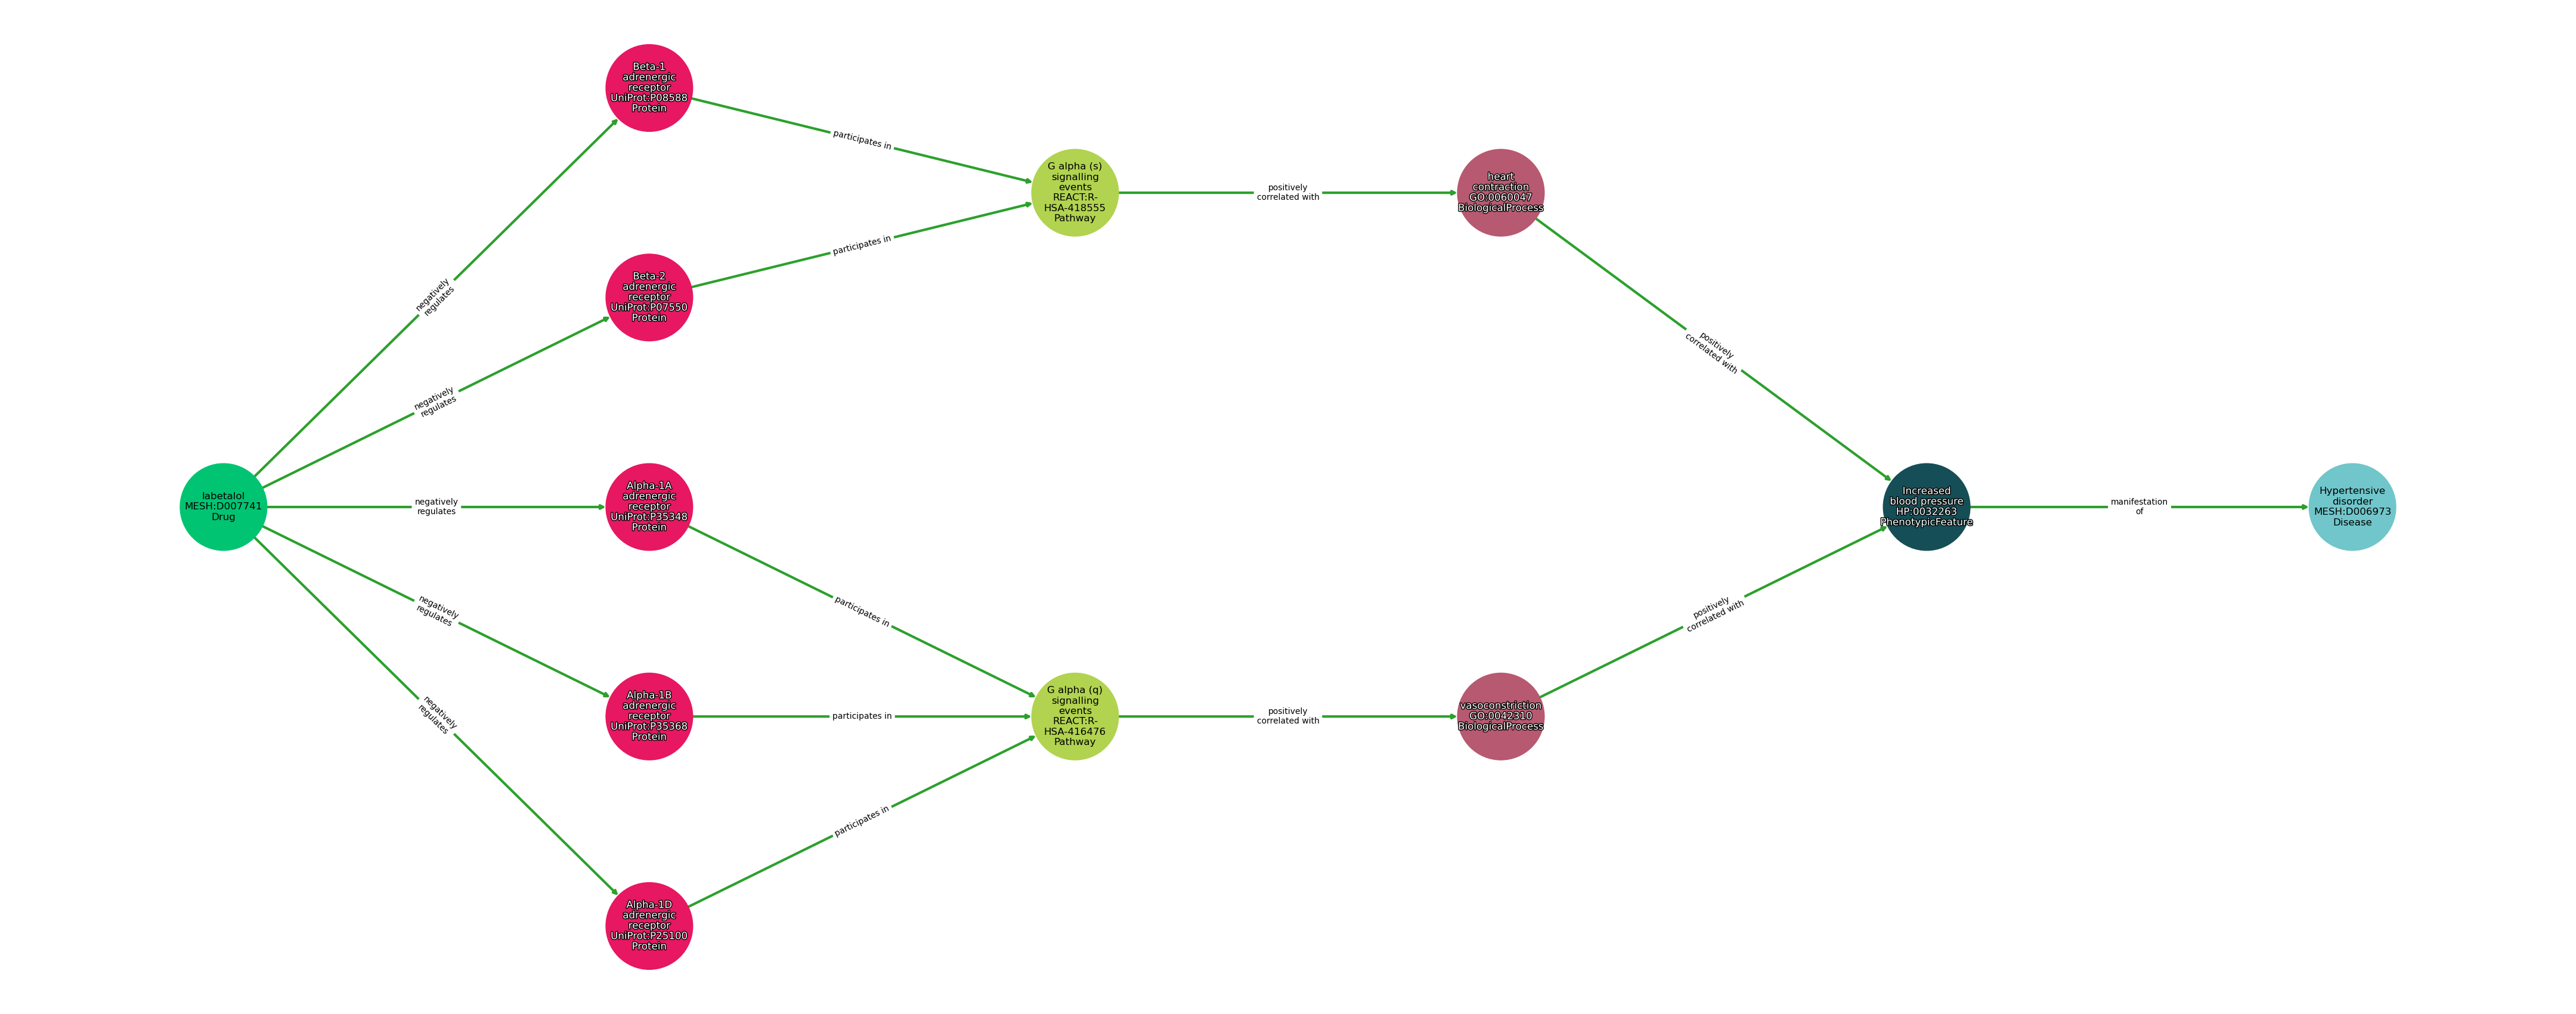 labetalol
MESH:D007741
Drug
negatively
regulates
negatively
regulates
negatively
regulates
negatively
regulates
negatively
regulates
Beta-1
adrenergic
receptor
UniProt:P08588
Protein
Beta-2
adrenergic
receptor
UniProt:P07550
Protein
Alpha-1A
adrenergic
receptor
UniProt:P35348
Protein
Alpha-1B
adrenergic
receptor
UniProt:P35368
Protein
Alpha-1D
adrenergic
receptor
UniProt:P25100
Protein
participates in
participates in
participates in
participates in
participates in
G alpha (s)
signalling
events
REACT:R-
HSA-418555
Pathway
G alpha (q)
signalling
events
REACT:R-
HSA-416476
Pathway
positively
correlated with
positively
correlated with
heart
contraction
GO:0060047
BiologicalProcess
vasoconstriction
GO:0042310
BiologicalProcess
positively
correlated with
positively
correlated with
Increased
blood pressure
HP:0032263
PhenotypicFeature
manifestation
of
Hypertensive
disorder
MESH:D006973
Disease